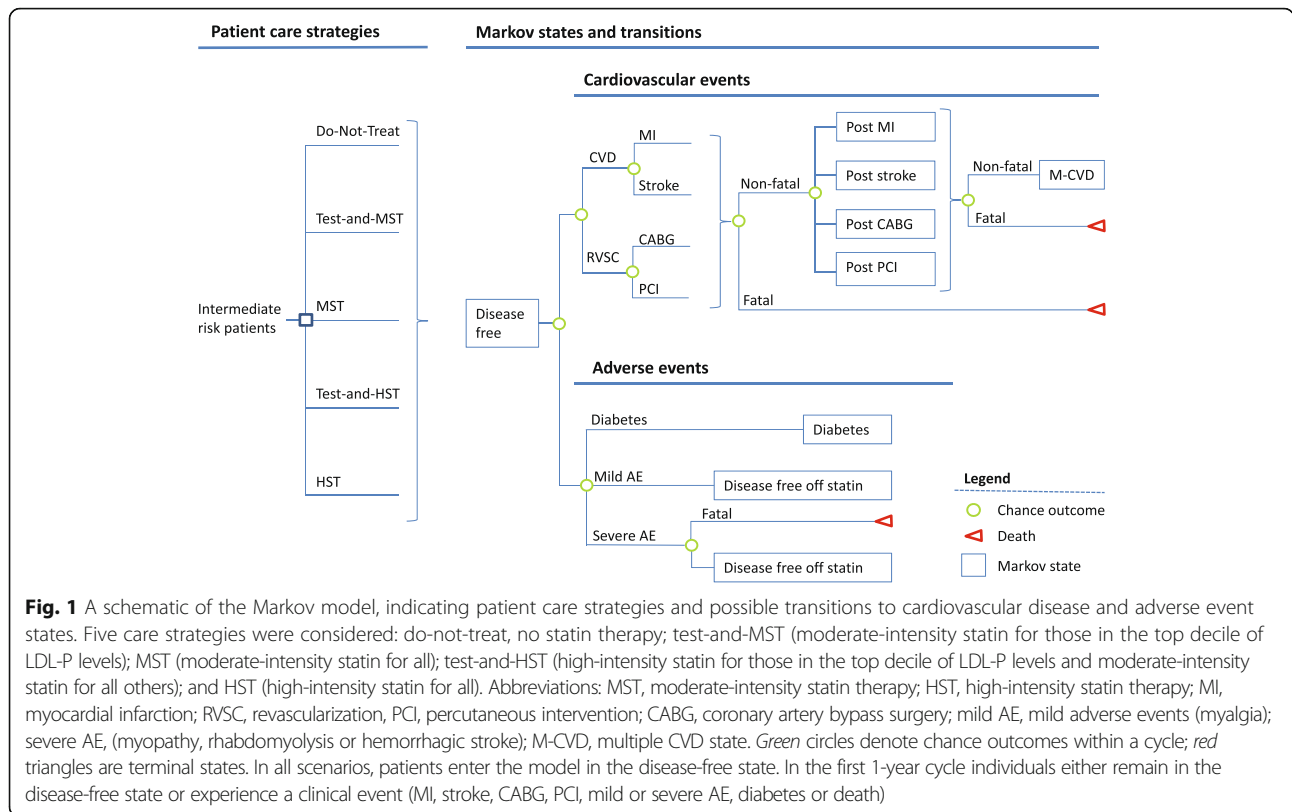 Patient care strategies
Markov states and transitions
Cardiovascular events
Do-Not-Treat
Test-and-MST
Intermediate
risk patients
MST
Test-and-HST
HST
Disease
free
CVD
MI
Stroke
RVSC
CABG
PCI
Non-fatal
Fatal
Post MI
Post stroke
Post CABG
Post PCI
Non-fatal
M-CVD
Fatal
Adverse events
Diabetes
Diabetes
Mild AE
Disease free off statin
Severe AE
Fatal
Disease free off statin
Legend
Chance outcome
Death
Markov state
Fig. 1 A schematic of the Markov model, indicating patient care strategies and possible transitions to cardiovascular disease and adverse event
states. Five care strategies were considered: do-not-treat, no statin therapy; test-and-MST (moderate-intensity statin for those in the top decile of
LDL-P levels); MST (moderate-intensity statin for all); test-and-HST (high-intensity statin for those in the top decile of LDL-P levels and moderate-intensity
statin for all others); and HST (high-intensity statin for all). Abbreviations: MST, moderate-intensity statin therapy; HST, high-intensity statin therapy; MI,
myocardial infarction; RVSC, revascularization, PCI, percutaneous intervention; CABG, coronary artery bypass surgery; mild AE, mild adverse events (myalgia);
severe AE, (myopathy, rhabdomyolysis or hemorrhagic stroke); M-CVD, multiple CVD state. Green circles denote chance outcomes within a cycle; red
triangles are terminal states. In all scenarios, patients enter the model in the disease-free state. In the first 1-year cycle individuals either remain in the
disease-free state or experience a clinical event (MI, stroke, CABG, PCI, mild or severe AE, diabetes or death)